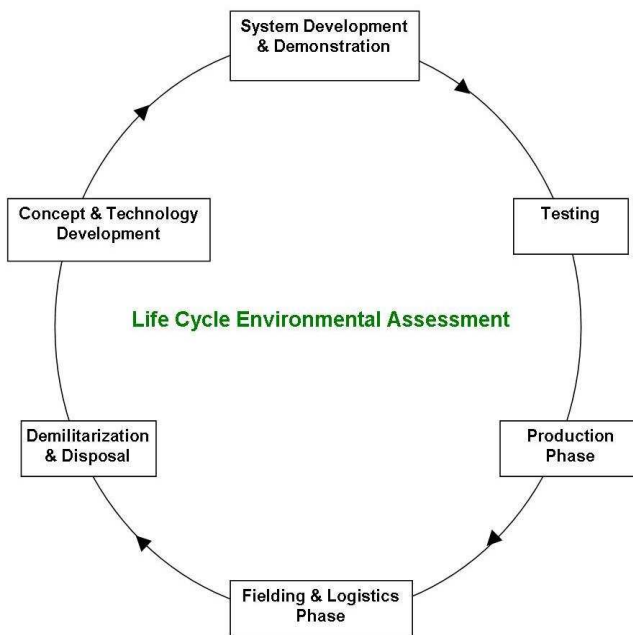 System Development
& Demonstration
Concept & Technology
Development
Testing
Life Cycle Environmental Assessment
Demilitarization
& Disposal
Production
Phase
Fielding & Logistics
Phase